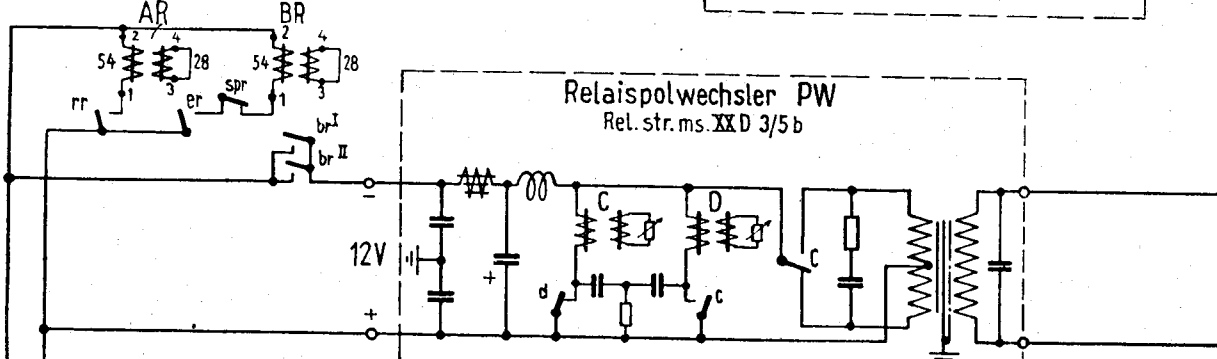 AR
BR
2 4
54 28
1 3
2 4
54 28
1 3
rr
er
spr
br I
br II
Relaispolwechsler PW
Rel. str. ms. XX D 3/5 b
−
12V
+
+
C
D
d
c
C